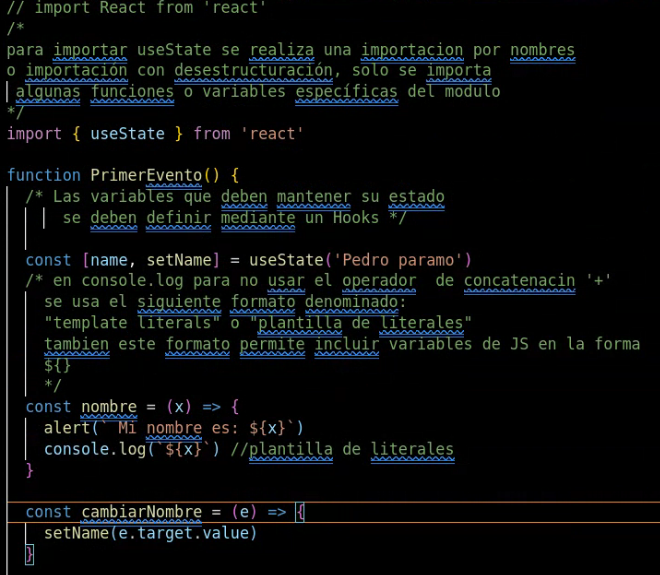 // import React from 'react'
/*
para importar useState se realiza una importacion por nombres
o importación con desestructuración, solo se importa
algunas funciones o variables específicas del modulo
*/
import { useState } from 'react'
function PrimerEvento() {
/* Las variables que deben mantener su estado
se deben definir mediante un Hooks */
const [name, setName] = useState('Pedro paramo')
/* en console.log para no usar el operador  de concatenacin '+'
se usa el siguiente formato denominado:
"template literals" o "plantilla de literales"
tambien este formato permite incluir variables de JS en la forma
${}
*/
const nombre = (x) => {
alert(` Mi nombre es: ${x}`)
console.log(`${x}`) //plantilla de literales
}
const cambiarNombre = (e) => {
setName(e.target.value)
}